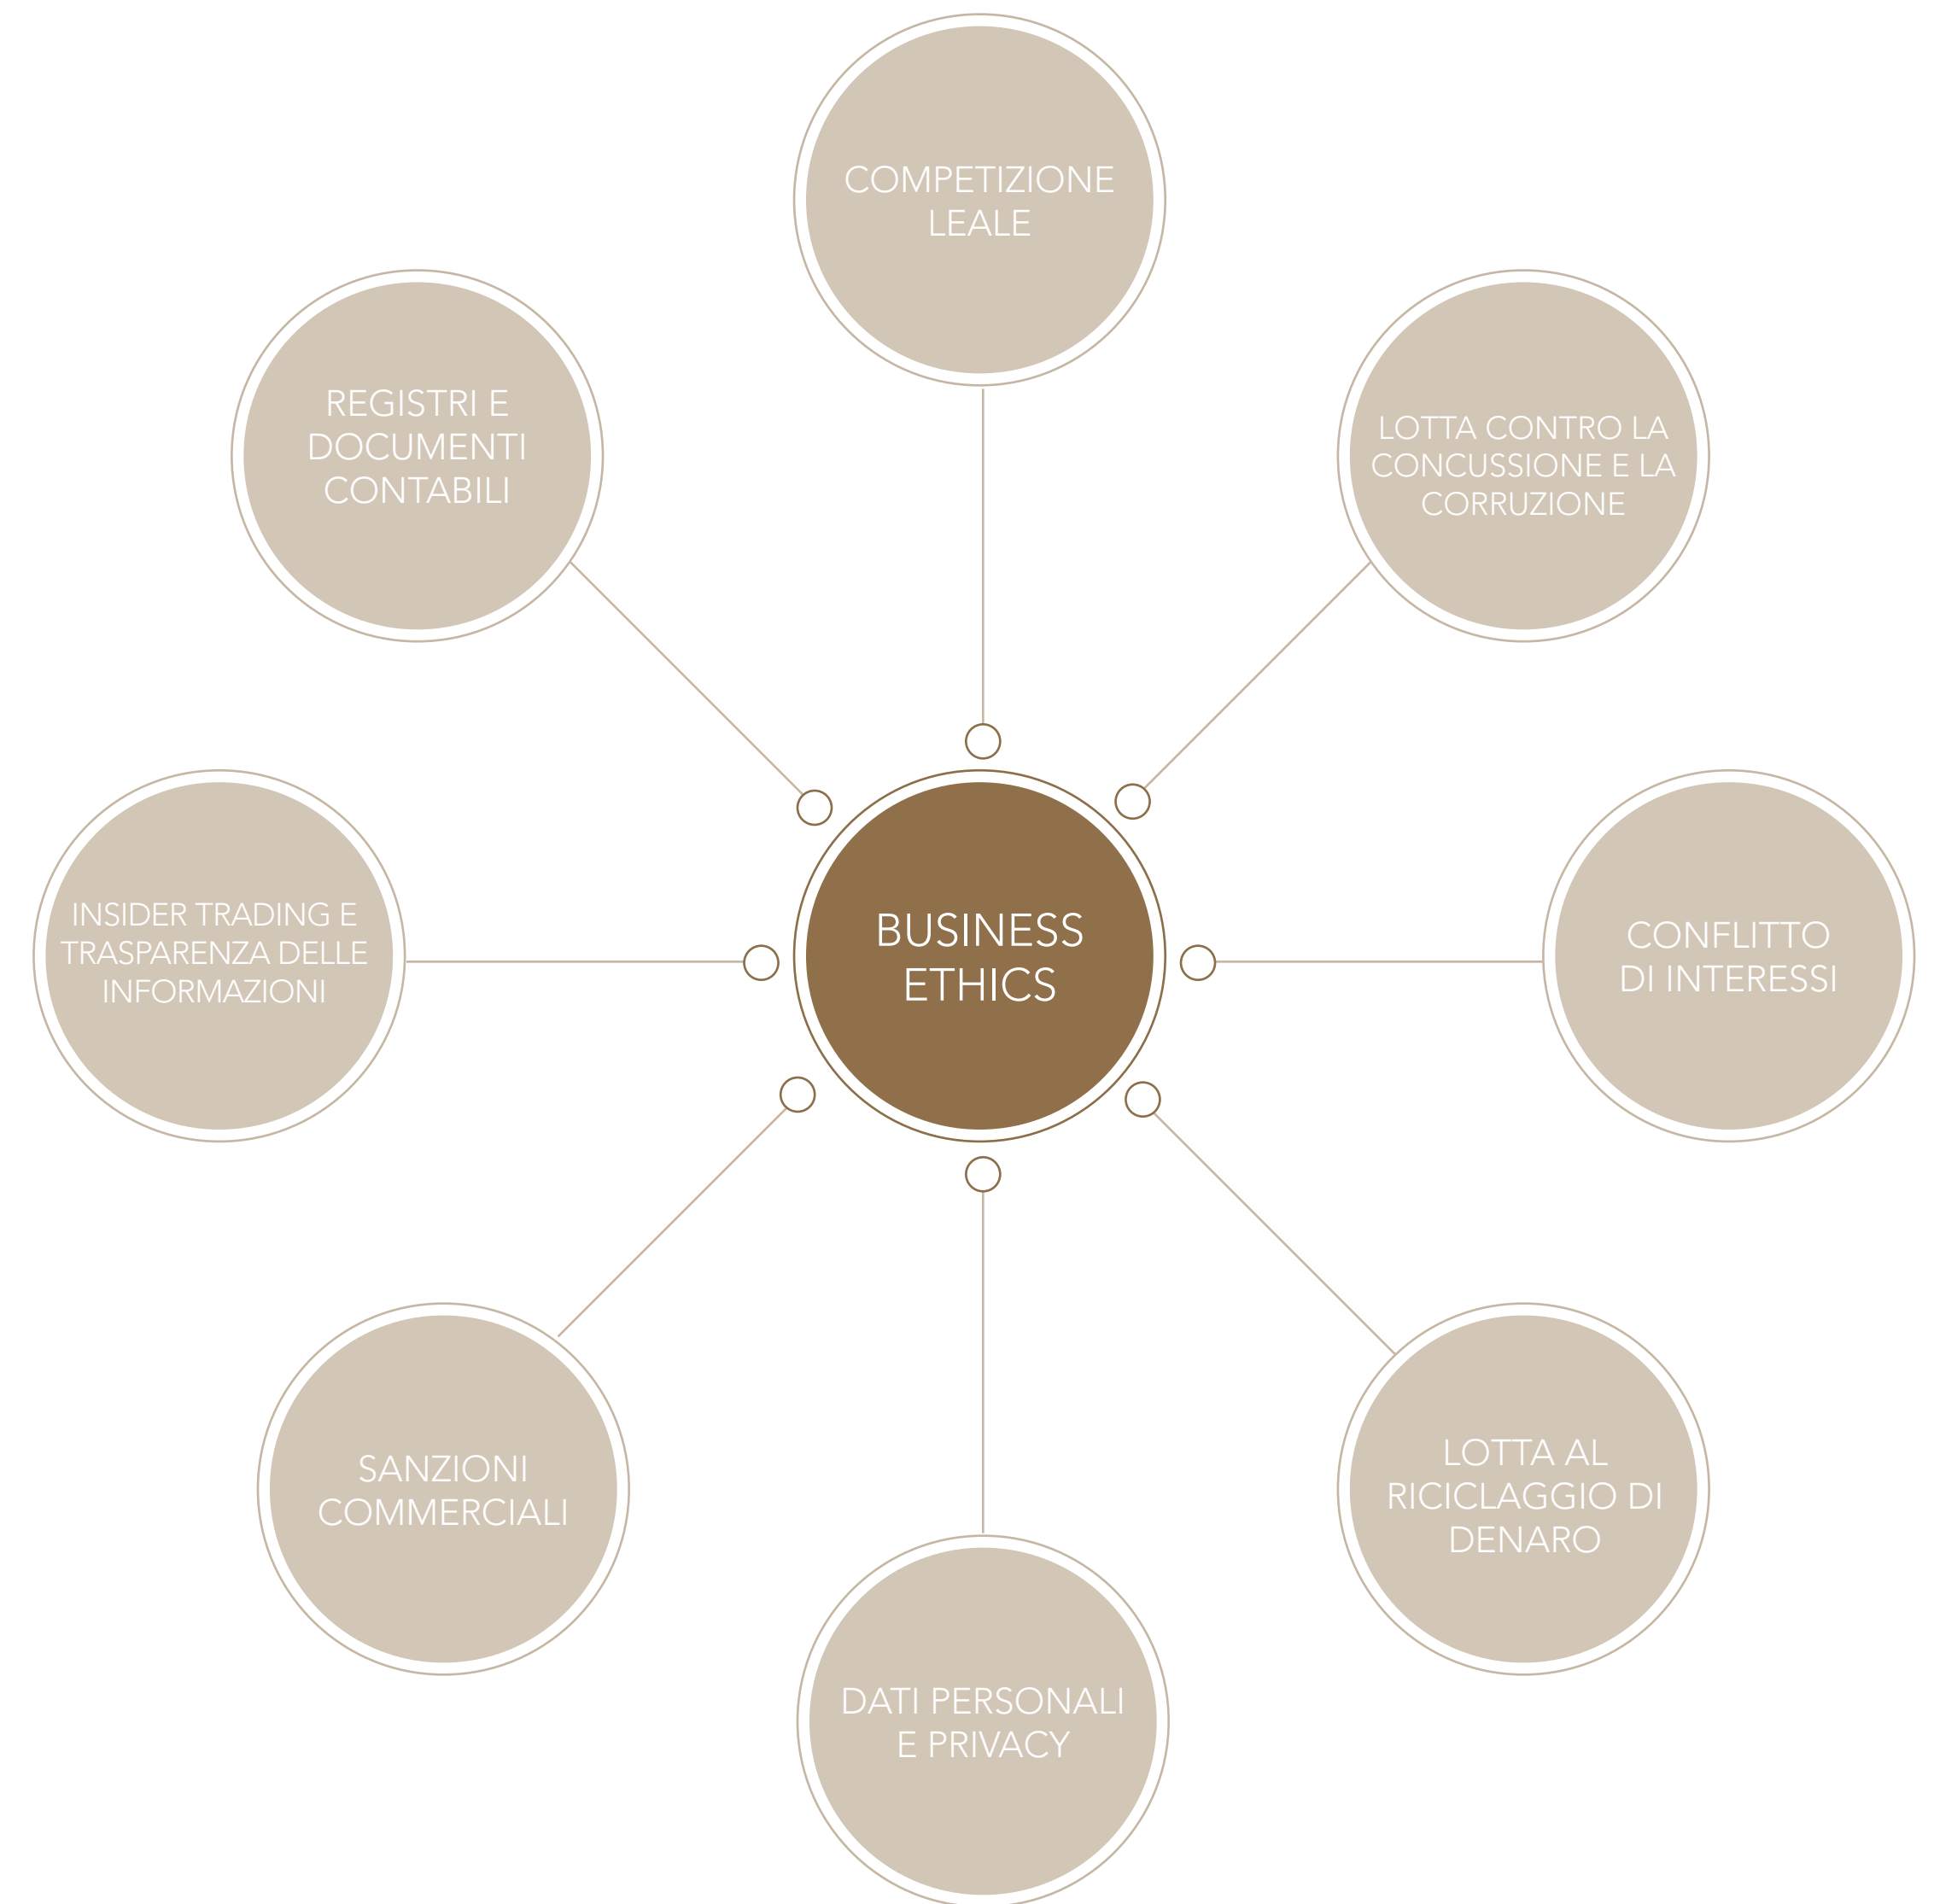 COMPETIZIONE
LEALE
REGISTRI E
DOCUMENTI
CONTABILI
LOTTA CONTRO LA
CONCUSSIONE E LA
CORRUZIONE
INSIDER TRADING E
TRASPARENZA DELLE
INFORMAZIONI
BUSINESS
ETHICS
CONFLITTO
DI INTERESSI
SANZIONI
COMMERCIALI
LOTTA AL
RICICLAGGIO DI
DENARO
DATI PERSONALI
E PRIVACY